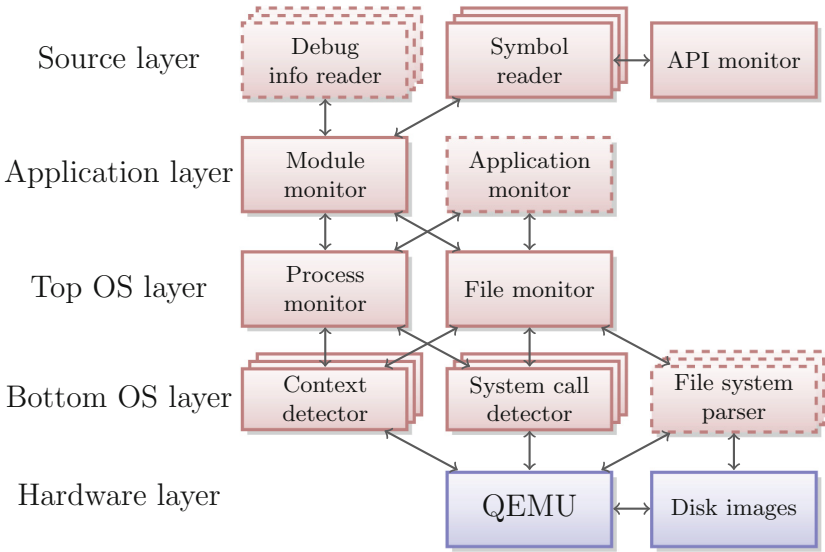 Source layer
Debug
info reader
Symbol
reader
API monitor
Application layer
Module
monitor
Application
monitor
Top OS layer
Process
monitor
File monitor
Bottom OS layer
Context
detector
System call
detector
File system
parser
Hardware layer
QEMU
Disk images